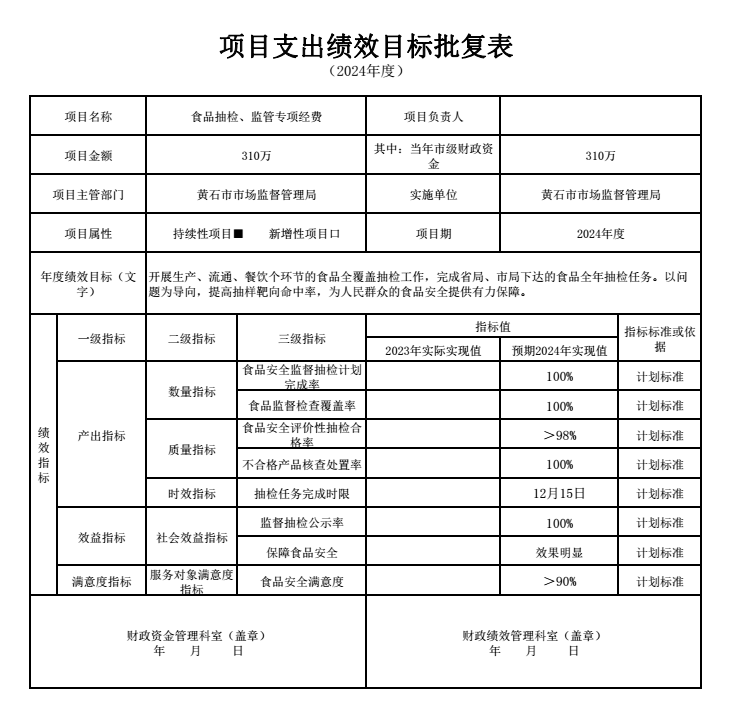 项目支出绩效目标批复表
（2024年度）
项目名称 食品抽检、监管专项经费 项目负责人
项目金额 310万 其中：当年市级财政资金 310万
项目主管部门 黄石市市场监督管理局 实施单位 黄石市市场监督管理局
项目属性 持续性项目■ 新增性项目口 项目期 2024年度
年度绩效目标（文字） 开展生产、流通、餐饮个环节的食品全覆盖抽检工作，完成省局、市局下达的食品全年抽检任务。以问
题为导向，提高抽样靶向命中率，为人民群众的食品安全提供有力保障。
绩效指标 一级指标 二级指标 三级指标 指标值 指标标准或依据
2023年实际实现值 预期2024年实现值
产出指标 数量指标 食品安全监督抽检计划完成率 100% 计划标准
食品监督检查覆盖率 100% 计划标准
质量指标 食品安全评价性抽检合格率 ＞98% 计划标准
不合格产品核查处置率 100% 计划标准
时效指标 抽检任务完成时限 12月15日 计划标准
效益指标 社会效益指标 监督抽检公示率 100% 计划标准
保障食品安全 效果明显 计划标准
满意度指标 服务对象满意度指标 食品安全满意度 ＞90% 计划标准
财政资金管理科室（盖章） 财政绩效管理科室（盖章）
年 月 日 年 月 日